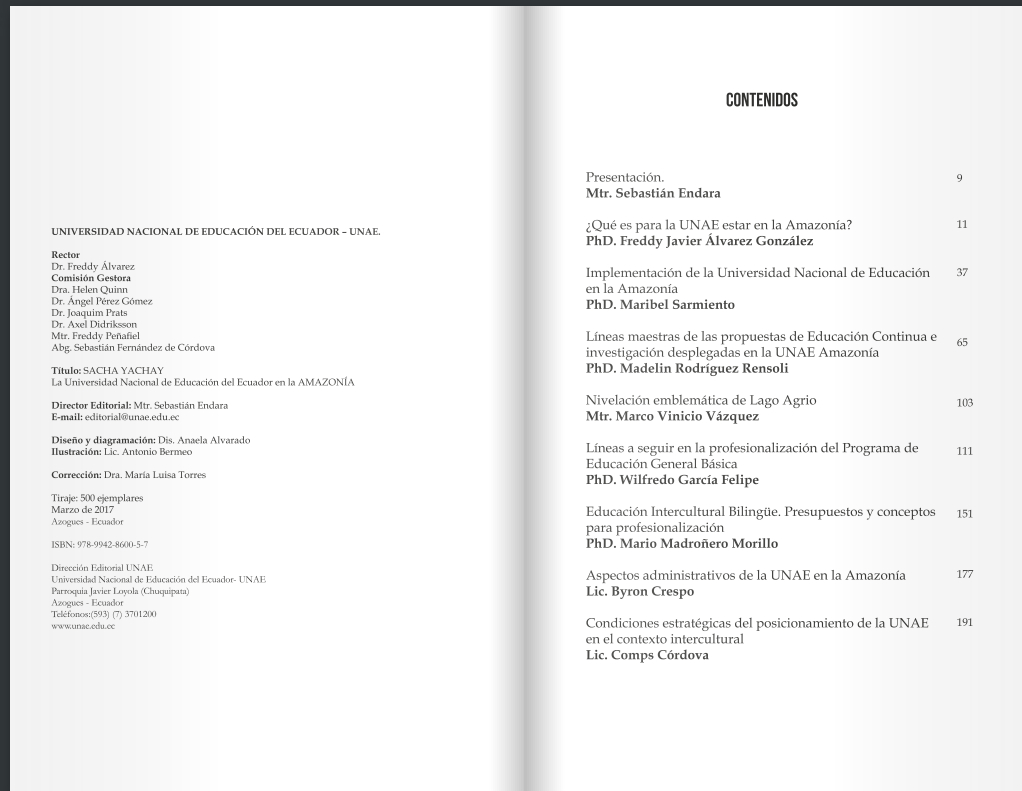 UNIVERSIDAD NACIONAL DE EDUCACIÓN DEL ECUADOR – UNAE.
Rector
Dr. Freddy Álvarez
Comisión Gestora
Dra. Helen Quinn
Dr. Ángel Pérez Gómez
Dr. Joaquim Prats
Dr. Axel Didriksson
Mtr. Freddy Peñafiel
Abg. Sebastián Fernández de Córdova
Título: SACHA YACHAY
La Universidad Nacional de Educación del Ecuador en la AMAZONÍA
Director Editorial: Mtr. Sebastián Endara
E-mail: editorial@unae.edu.ec
Diseño y diagramación: Dis. Anaela Alvarado
Ilustración: Lic. Antonio Bermeo
Corrección: Dra. María Luisa Torres
Tiraje: 500 ejemplares
Marzo de 2017
Azogues - Ecuador
ISBN: 978-9942-8600-5-7
Dirección Editorial UNAE
Universidad Nacional de Educación del Ecuador- UNAE
Parroquia Javier Loyola (Chuquipata)
Azogues - Ecuador
Teléfonos:(593) (7) 3701200
www.unae.edu.ec
CONTENIDOS
Presentación. 9
Mtr. Sebastián Endara
¿Qué es para la UNAE estar en la Amazonía? 11
PhD. Freddy Javier Álvarez González
Implementación de la Universidad Nacional de Educación 37
en la Amazonía
PhD. Maribel Sarmiento
Líneas maestras de las propuestas de Educación Continua e 65
investigación desplegadas en la UNAE Amazonía
PhD. Madelin Rodríguez Rensoli
Nivelación emblemática de Lago Agrio 103
Mtr. Marco Vinicio Vázquez
Líneas a seguir en la profesionalización del Programa de 111
Educación General Básica
PhD. Wilfredo García Felipe
Educación Intercultural Bilingüe. Presupuestos y conceptos 151
para profesionalización
PhD. Mario Madroñero Morillo
Aspectos administrativos de la UNAE en la Amazonía 177
Lic. Byron Crespo
Condiciones estratégicas del posicionamiento de la UNAE 191
en el contexto intercultural
Lic. Comps Córdova